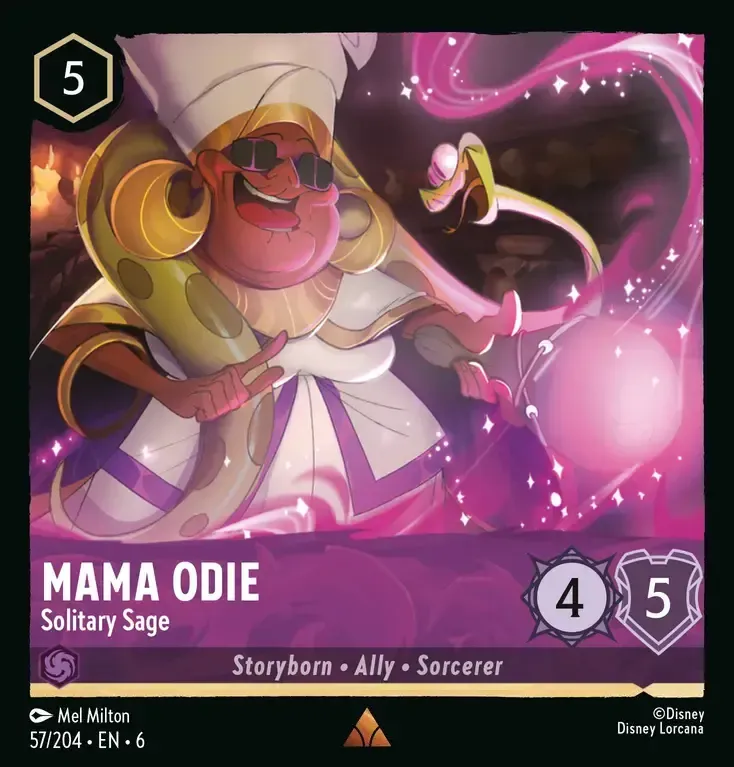 5
MAMA ODIE
Solitary Sage
4
5
Storyborn • Ally • Sorcerer
Mel Milton
57/204 • EN • 6
©Disney
Disney Lorcana